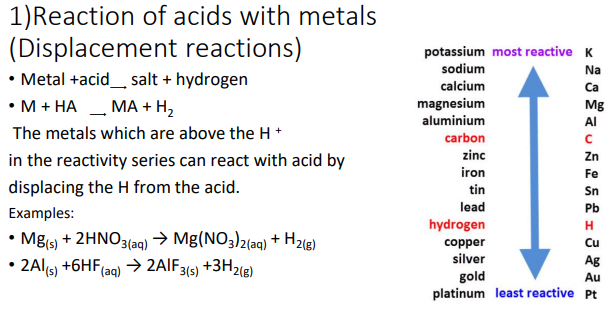 1)Reaction of acids with metals
(Displacement reactions)
• Metal +acid__→ salt + hydrogen
• M + HA __→ MA + H₂
The metals which are above the H ⁺
in the reactivity series can react with acid by
displacing the H from the acid.
Examples:
• Mg(s) + 2HNO₃(aq) → Mg(NO₃)₂(aq) + H₂(g)
• 2Al(s) +6HF(aq) → 2AlF₃(s) +3H₂(g)
potassium most reactive K
sodium Na
calcium Ca
magnesium Mg
aluminium Al
carbon C
zinc Zn
iron Fe
tin Sn
lead Pb
hydrogen H
copper Cu
silver Ag
gold Au
platinum least reactive Pt